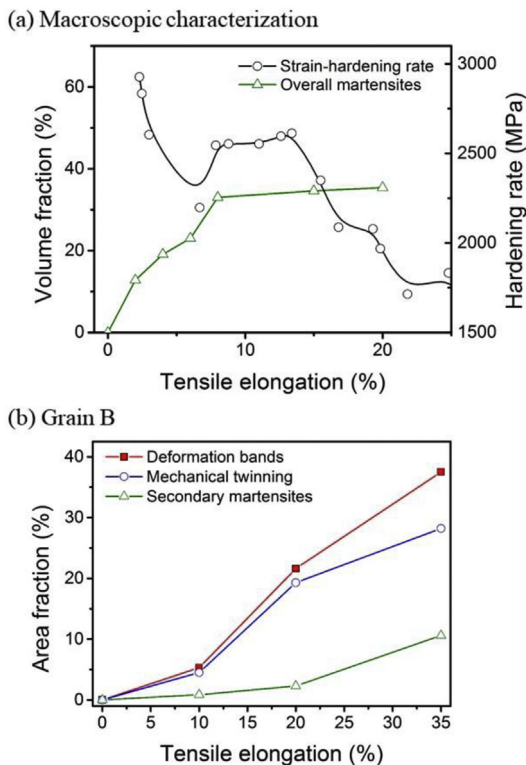 (a) Macroscopic characterization
Strain-hardening rate
Overall martensites
Volume fraction (%)
60
40
20
0
Hardening rate (MPa)
3000
2500
2000
1500
0 10 20
Tensile elongation (%)
(b) Grain B
Deformation bands
Mechanical twinning
Secondary martensites
Area fraction (%)
40
30
20
10
0
0 5 10 15 20 25 30 35
Tensile elongation (%)